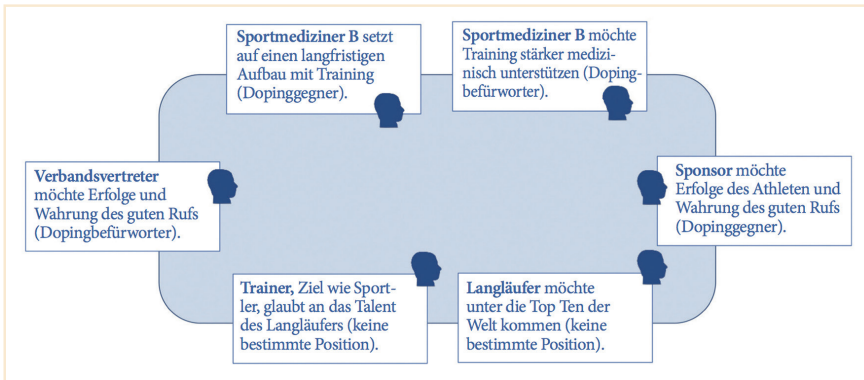 Sportmediziner B setzt
auf einen langfristigen
Aufbau mit Training
(Dopinggegner).
Sportmediziner B möchte
Training stärker medizi-
nisch unterstützen (Doping-
befürworter).
Verbandsvertreter
möchte Erfolge und
Wahrung des guten Rufs
(Dopingbefürworter).
Sponsor möchte
Erfolge des Athleten und
Wahrung des guten Rufs
(Dopinggegner).
Trainer, Ziel wie Sport-
ler, glaubt an das Talent
des Langläufers (keine
bestimmte Position).
Langläufer möchte
unter die Top Ten der
Welt kommen (keine
bestimmte Position).